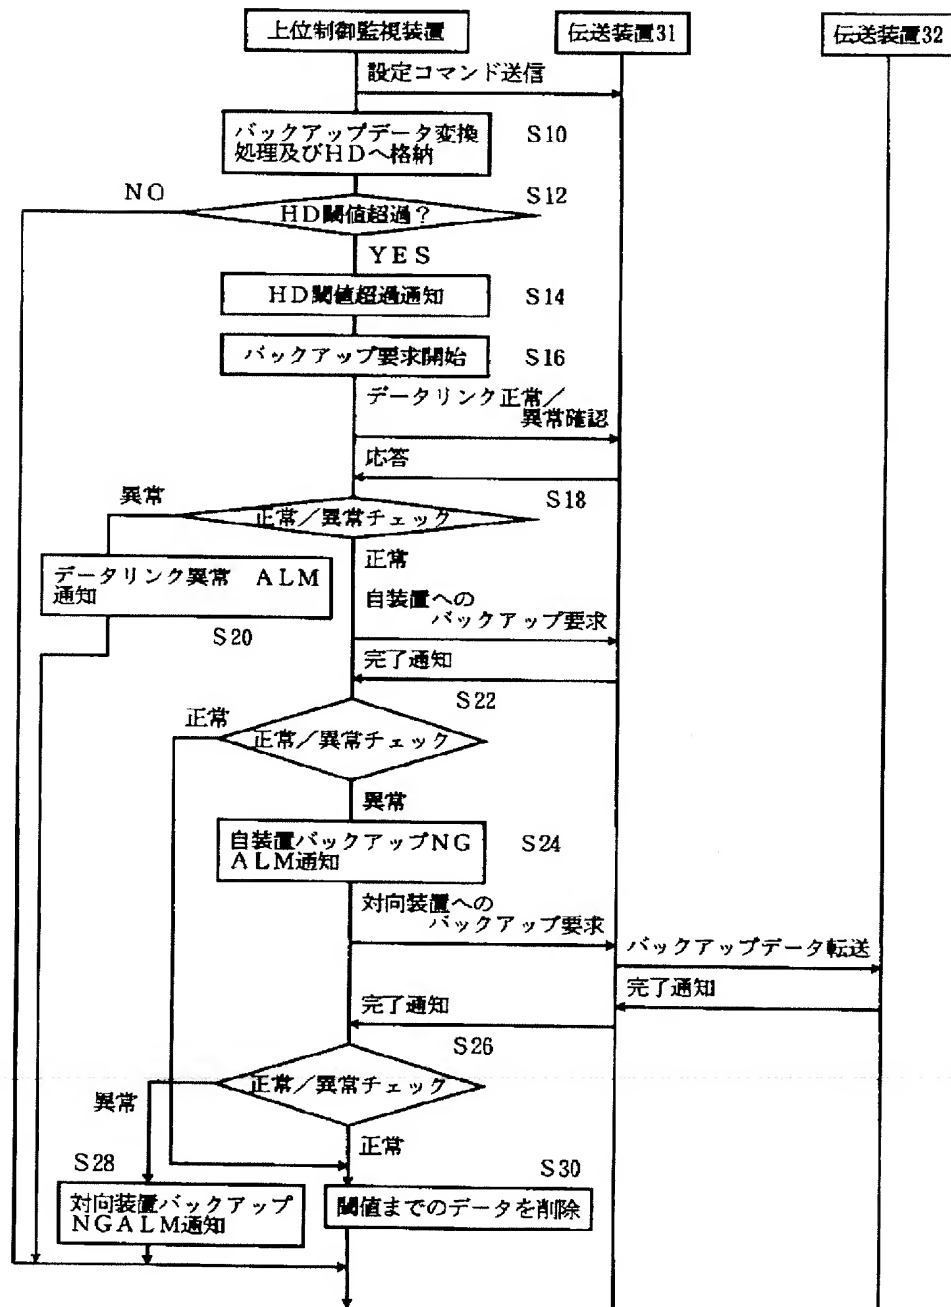 上位制御監視装置
伝送装置31
伝送装置32
設定コマンド送信
バックアップデータ変換
処理及びHDへ格納
S10
NO
S12
HD閾値超過?
YES
HD閾値超過通知
S14
バックアップ要求開始
S16
データリンク正常/
異常確認
応答
異常
S18
正常/異常チェック
正常
データリンク異常 ALM
通知
自装置への
バックアップ要求
S20
完了通知
S22
正常
正常/異常チェック
異常
自装置バックアップNG
ALM通知
S24
対向装置への
バックアップ要求
バックアップデータ転送
完了通知
完了通知
S26
正常/異常チェック
異常
正常
S28
S30
対向装置バックアップ
NGALM通知
閾値までのデータを削除